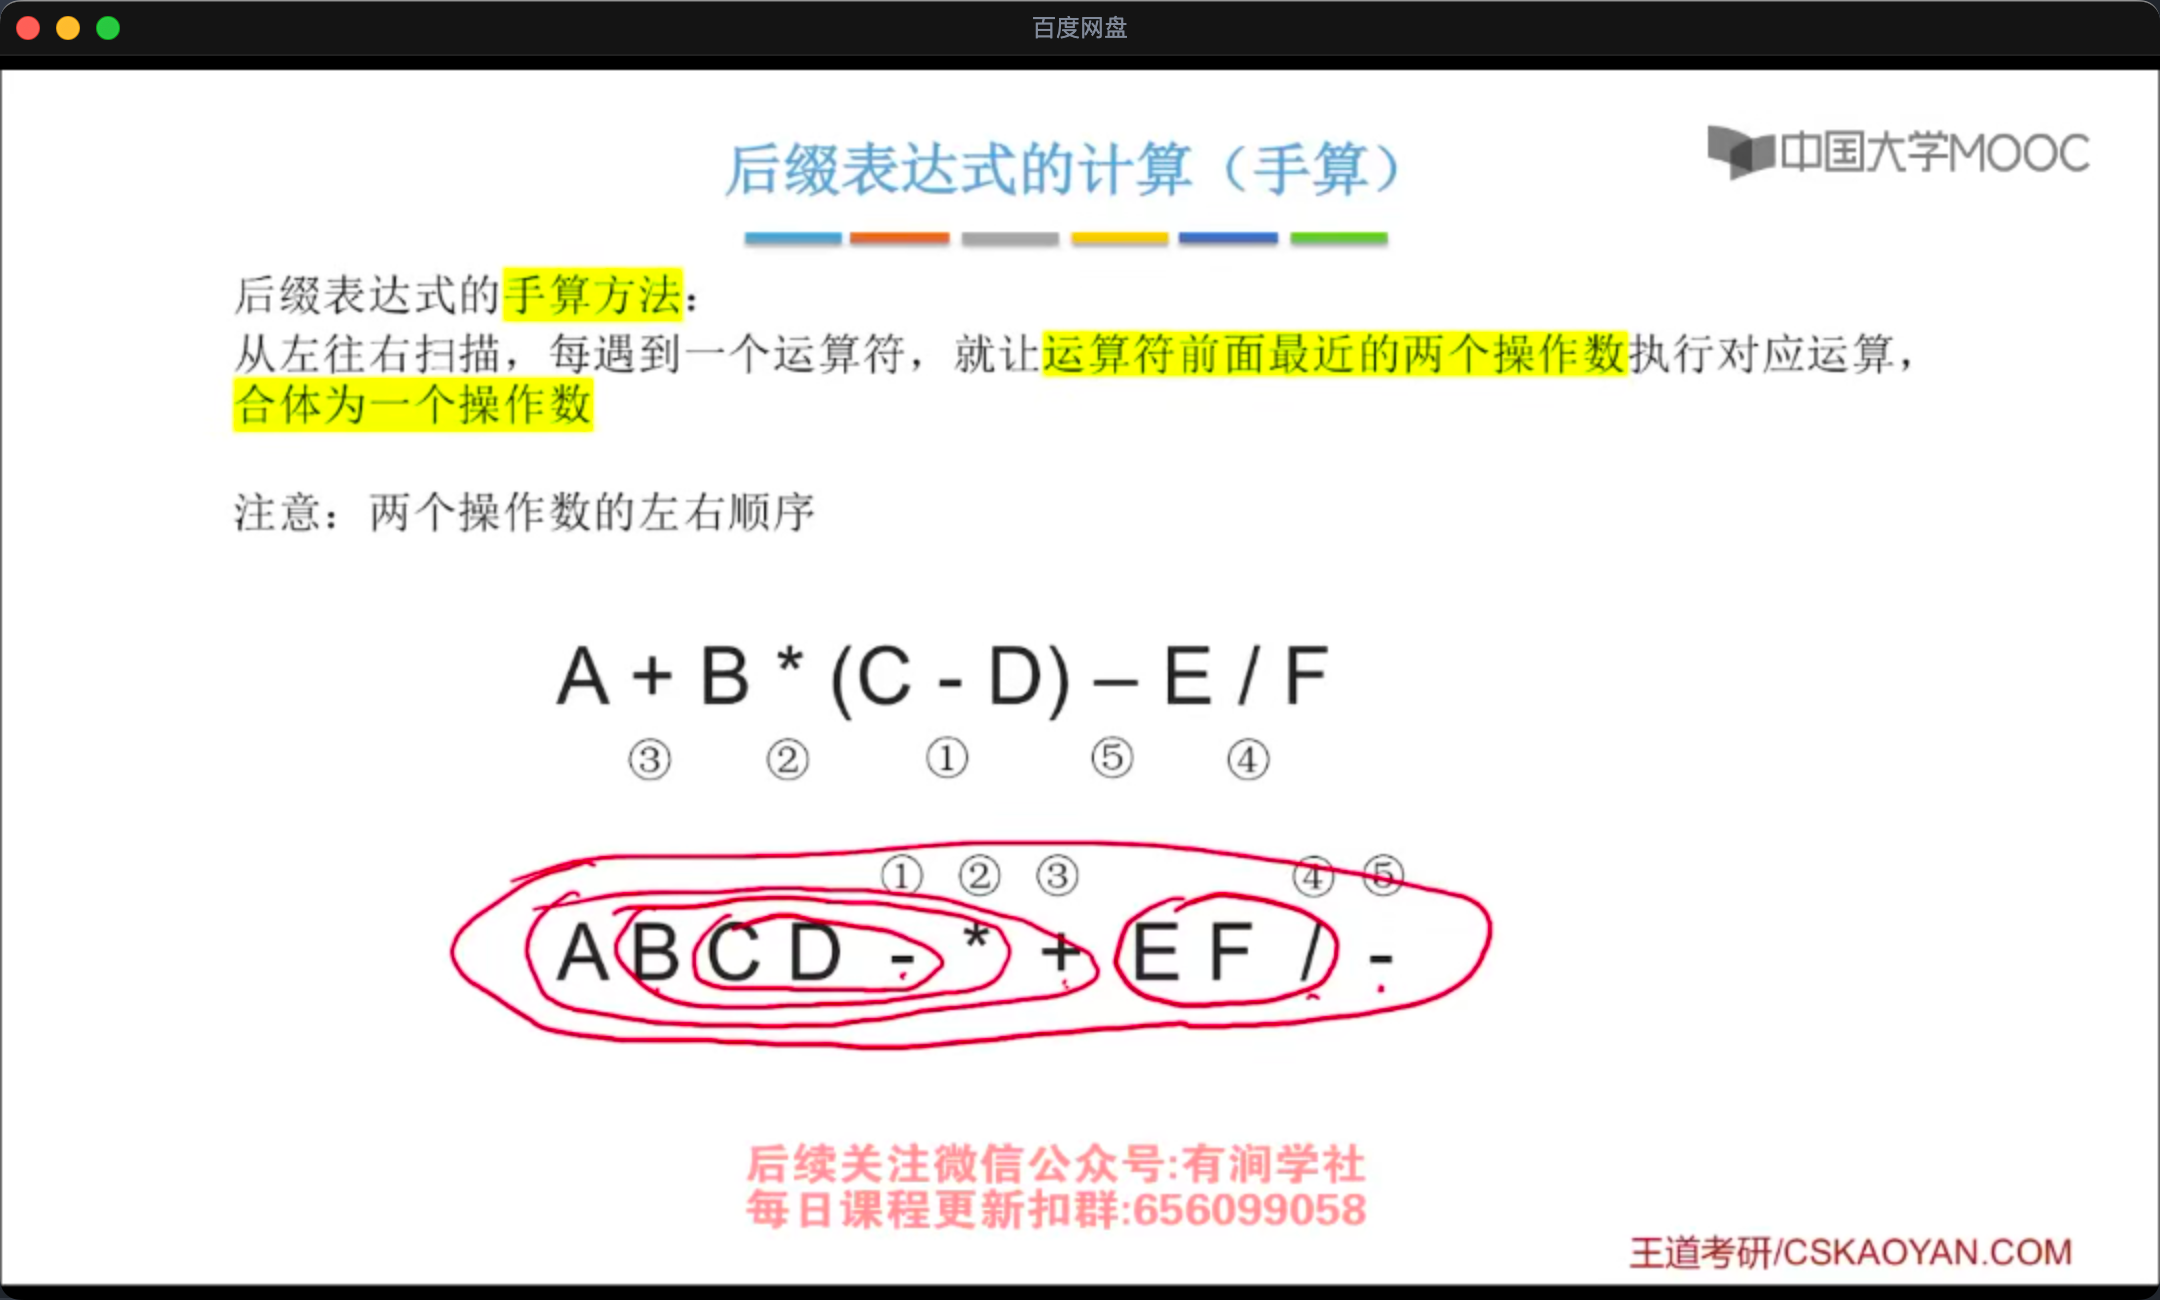 百度网盘
中国大学MOOC
后缀表达式的计算（手算）
后缀表达式的手算方法：
从左往右扫描，每遇到一个运算符，就让运算符前面最近的两个操作数执行对应运算，
合体为一个操作数
注意：两个操作数的左右顺序
A + B * (C - D) – E / F
③ ② ① ⑤ ④
① ② ③ ④ ⑤
A B C D - * + E F / -
后续关注微信公众号:有涧学社
每日课程更新扣群:656099058
王道考研/CSKAOYAN.COM